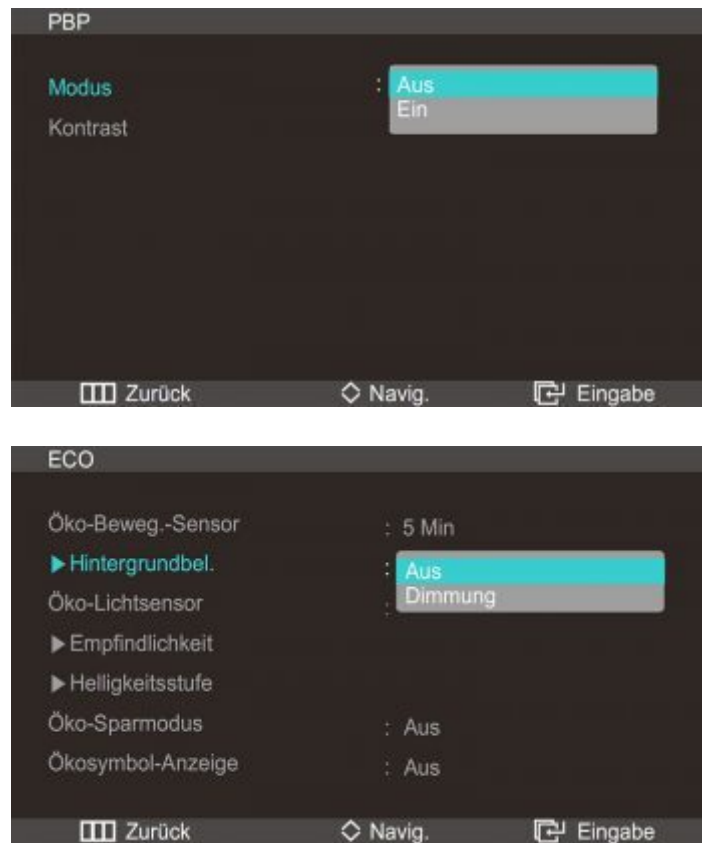 PBP
Modus : Aus
Ein
Kontrast
Zurück Navig. Eingabe
ECO
Öko-Beweg.-Sensor : 5 Min
▶Hintergrundbel. : Aus
Öko-Lichtsensor : Dimmung
▶Empfindlichkeit
▶Helligkeitsstufe
Öko-Sparmodus : Aus
Ökosymbol-Anzeige : Aus
Zurück Navig. Eingabe